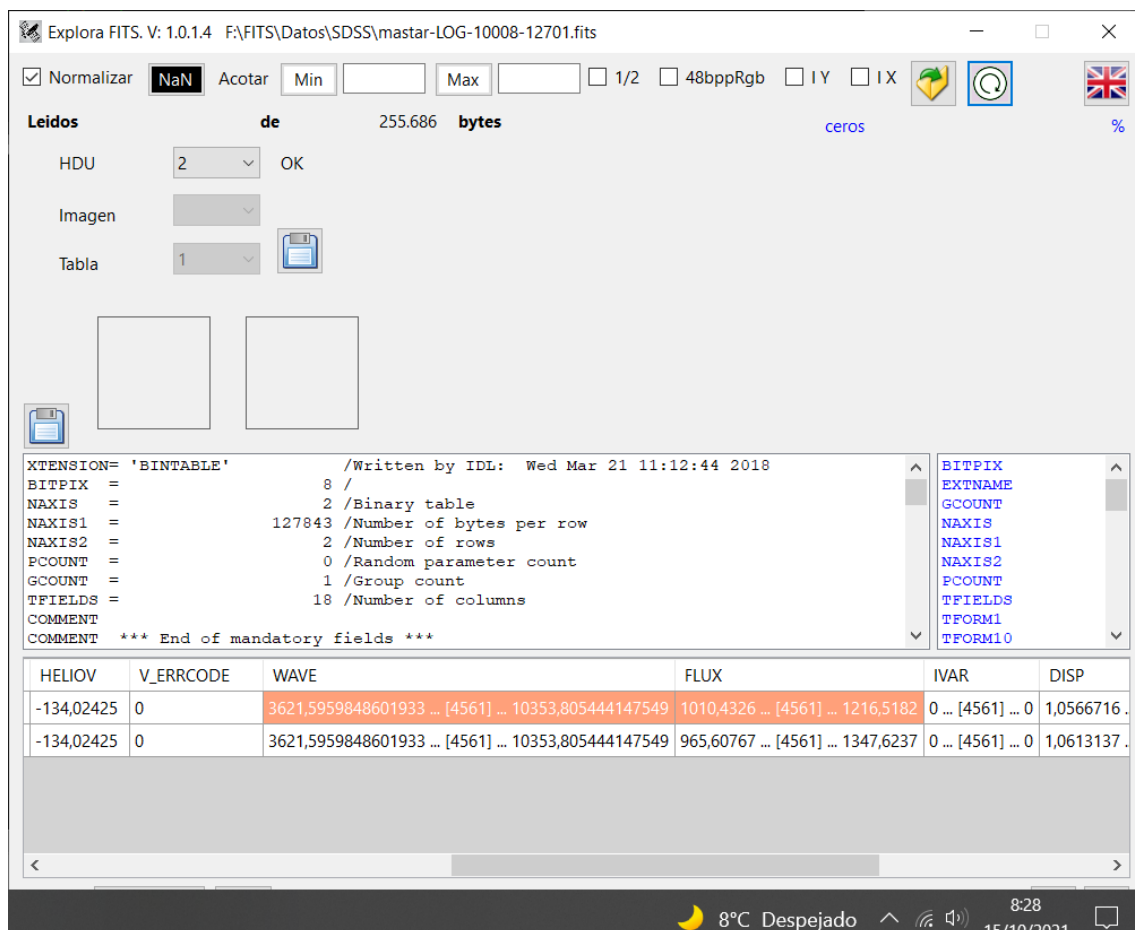 Explora FITS. V: 1.0.1.4 F:\FITS\Datos\SDSS\mastar-LOG-10008-12701.fits
Normalizar NaN Acotar Min Max 1/2 48bppRgb I Y I X
Leidos de 255.686 bytes ceros %
HDU 2 OK
Imagen
Tabla 1
XTENSION= 'BINTABLE' /Written by IDL: Wed Mar 21 11:12:44 2018
BITPIX = 8 /
NAXIS = 2 /Binary table
NAXIS1 = 127843 /Number of bytes per row
NAXIS2 = 2 /Number of rows
PCOUNT = 0 /Random parameter count
GCOUNT = 1 /Group count
TFIELDS = 18 /Number of columns
COMMENT
COMMENT *** End of mandatory fields ***
BITPIX
EXTNAME
GCOUNT
NAXIS
NAXIS1
NAXIS2
PCOUNT
TFIELDS
TFORM1
TFORM10
HELIOV V_ERRCODE WAVE FLUX IVAR DISP
-134,02425 0 3621,5959848601933 ... [4561] ... 10353,805444147549 1010,4326 ... [4561] ... 1216,5182 0 ... [4561] ... 0 1,0566716 .
-134,02425 0 3621,5959848601933 ... [4561] ... 10353,805444147549 965,60767 ... [4561] ... 1347,6237 0 ... [4561] ... 0 1,0613137 .
8°C Despejado 8:28
15/10/2021